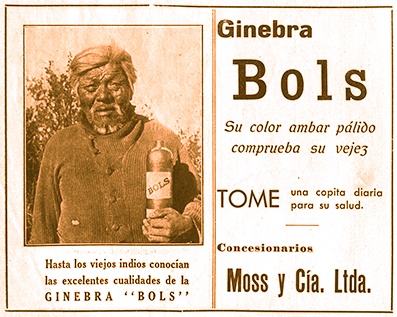 BOLS
Hasta los viejos indios conocían
las excelentes cualidades de la
GINEBRA "BOLS"
Ginebra
Bols
Su color ambar pálido
comprueba su vejez
TOME una copita diaria
para su salud.
Concesionarios
Moss y Cía. Ltda.